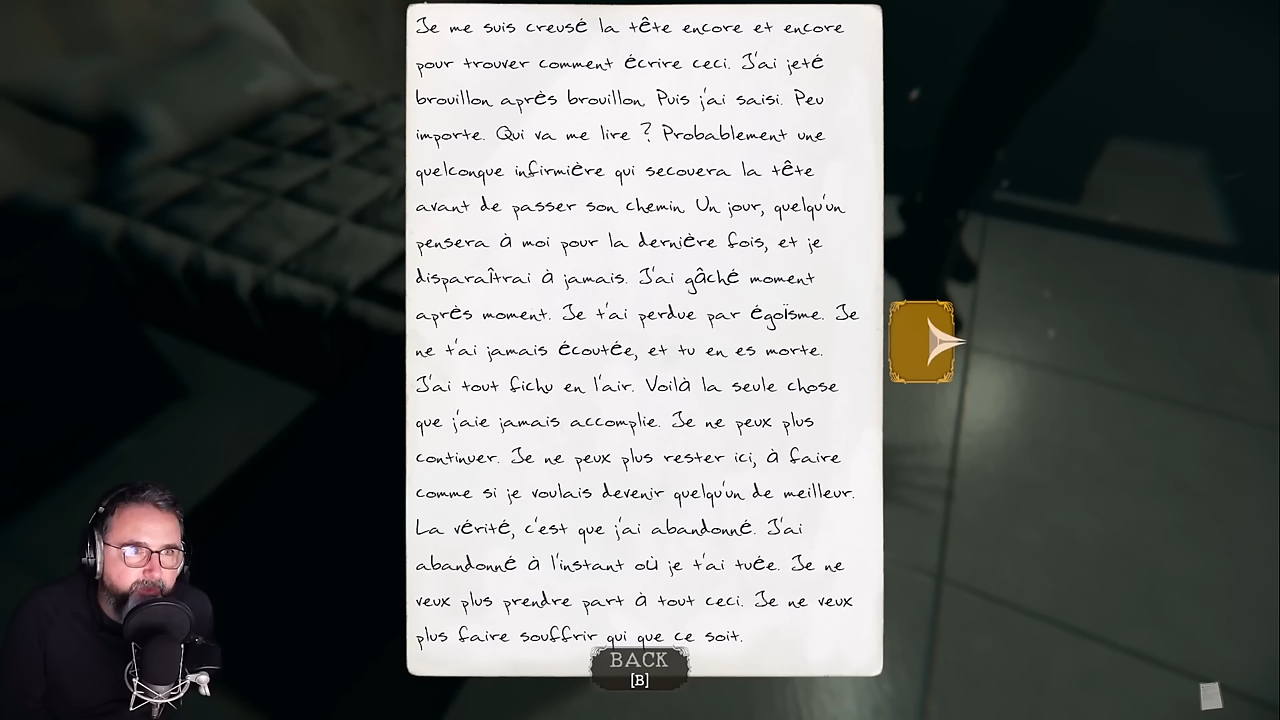 Je me suis creusé la tête encore et encore
pour trouver comment écrire ceci. J'ai jeté
brouillon après brouillon. Puis j'ai saisi. Peu
importe. Qui va me lire ? Probablement une
quelconque infirmière qui secouera la tête
avant de passer son chemin. Un jour, quelqu'un
pensera à moi pour la dernière fois, et je
disparaîtrai à jamais. J'ai gâché moment
après moment. Je t'ai perdue par égoïsme. Je
ne t'ai jamais écoutée, et tu en es morte.
J'ai tout fichu en l'air. Voilà la seule chose
que j'aie jamais accomplie. Je ne peux plus
continuer. Je ne peux plus rester ici, à faire
comme si je voulais devenir quelqu'un de meilleur.
La vérité, c'est que j'ai abandonné. J'ai
abandonné à l'instant où je t'ai tuée. Je ne
veux plus prendre part à tout ceci. Je ne veux
plus faire souffrir qui que ce soit.
BACK
[B]